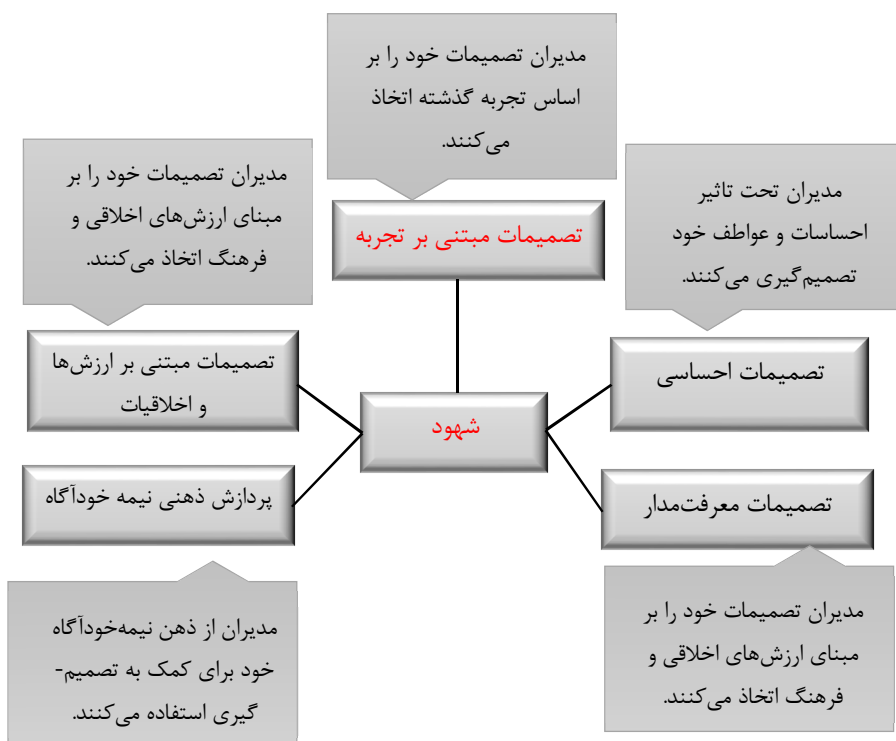 مدیران تصمیمات خود را بر
اساس تجربه گذشته اتخاذ
می‌کنند.
تصمیمات مبتنی بر تجربه
مدیران تحت تاثیر
احساسات و عواطف خود
تصمیم‌گیری می‌کنند.
تصمیمات احساسی
مدیران تصمیمات خود را بر
مبنای ارزش‌های اخلاقی و
فرهنگ اتخاذ می‌کنند.
تصمیمات مبتنی بر ارزش‌ها
و اخلاقیات
شهود
تصمیمات معرفت‌مدار
مدیران تصمیمات خود را بر
مبنای ارزش‌های اخلاقی و
فرهنگ اتخاذ می‌کنند.
پردازش ذهنی نیمه خودآگاه
مدیران از ذهن نیمه‌خودآگاه
خود برای کمک به تصمیم-
گیری استفاده می‌کنند.